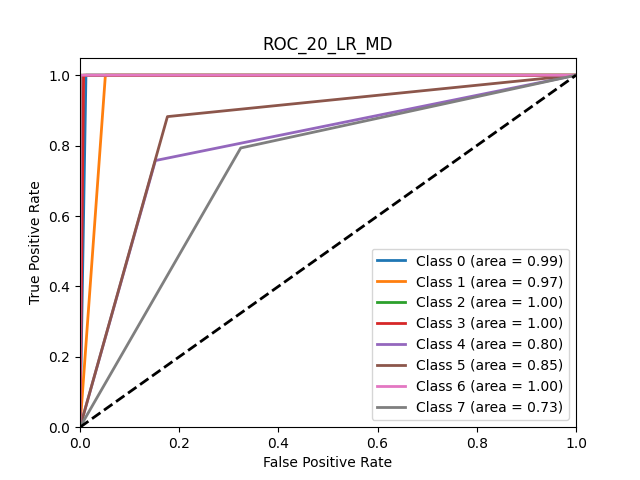 ROC_20_LR_MD
1.0
0.8
0.6
0.4
0.2
0.0
True Positive Rate
Class 0 (area = 0.99)
Class 1 (area = 0.97)
Class 2 (area = 1.00)
Class 3 (area = 1.00)
Class 4 (area = 0.80)
Class 5 (area = 0.85)
Class 6 (area = 1.00)
Class 7 (area = 0.73)
0.0 0.2 0.4 0.6 0.8 1.0
False Positive Rate